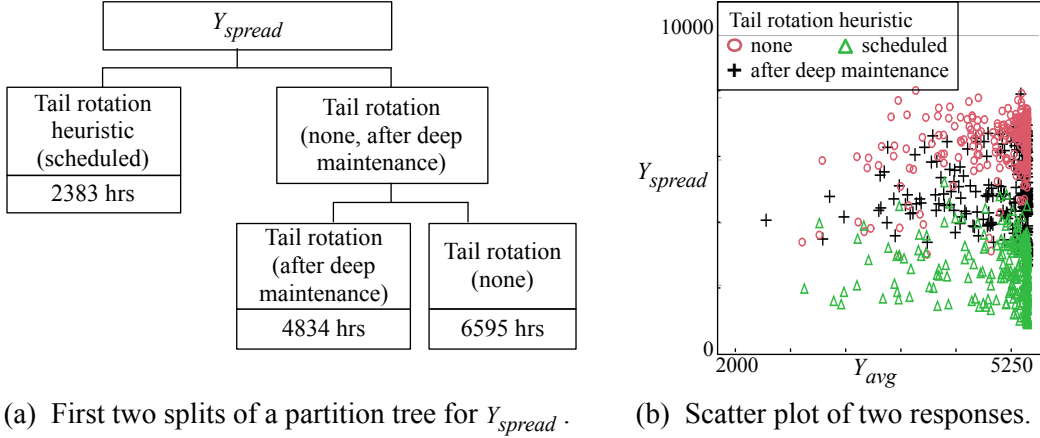 Y_spread
Tail rotation
heuristic
(scheduled)
2383 hrs
Tail rotation
(none, after deep
maintenance)
Tail rotation
(after deep
maintenance)
4834 hrs
Tail rotation
(none)
6595 hrs
(a) First two splits of a partition tree for Y_spread .
10000
Tail rotation heuristic
none scheduled
after deep maintenance
Y_spread
0
2000 5250
Y_avg
(b) Scatter plot of two responses.